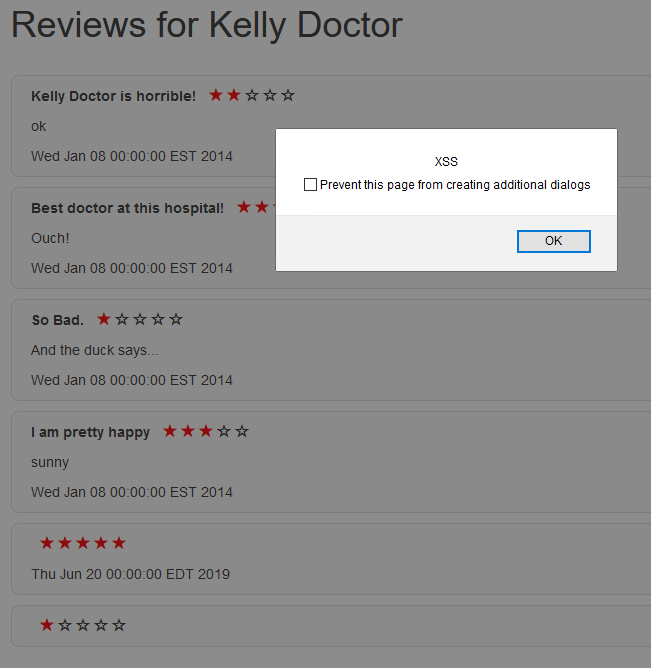 Reviews for Kelly Doctor
Kelly Doctor is horrible! ★★☆☆☆
ok
Wed Jan 08 00:00:00 EST 2014
Best doctor at this hospital! ★★
Ouch!
Wed Jan 08 00:00:00 EST 2014
So Bad. ★☆☆☆☆
And the duck says...
Wed Jan 08 00:00:00 EST 2014
I am pretty happy ★★★☆☆
sunny
Wed Jan 08 00:00:00 EST 2014
★★★★★
Thu Jun 20 00:00:00 EDT 2019
★☆☆☆☆
XSS
Prevent this page from creating additional dialogs
OK